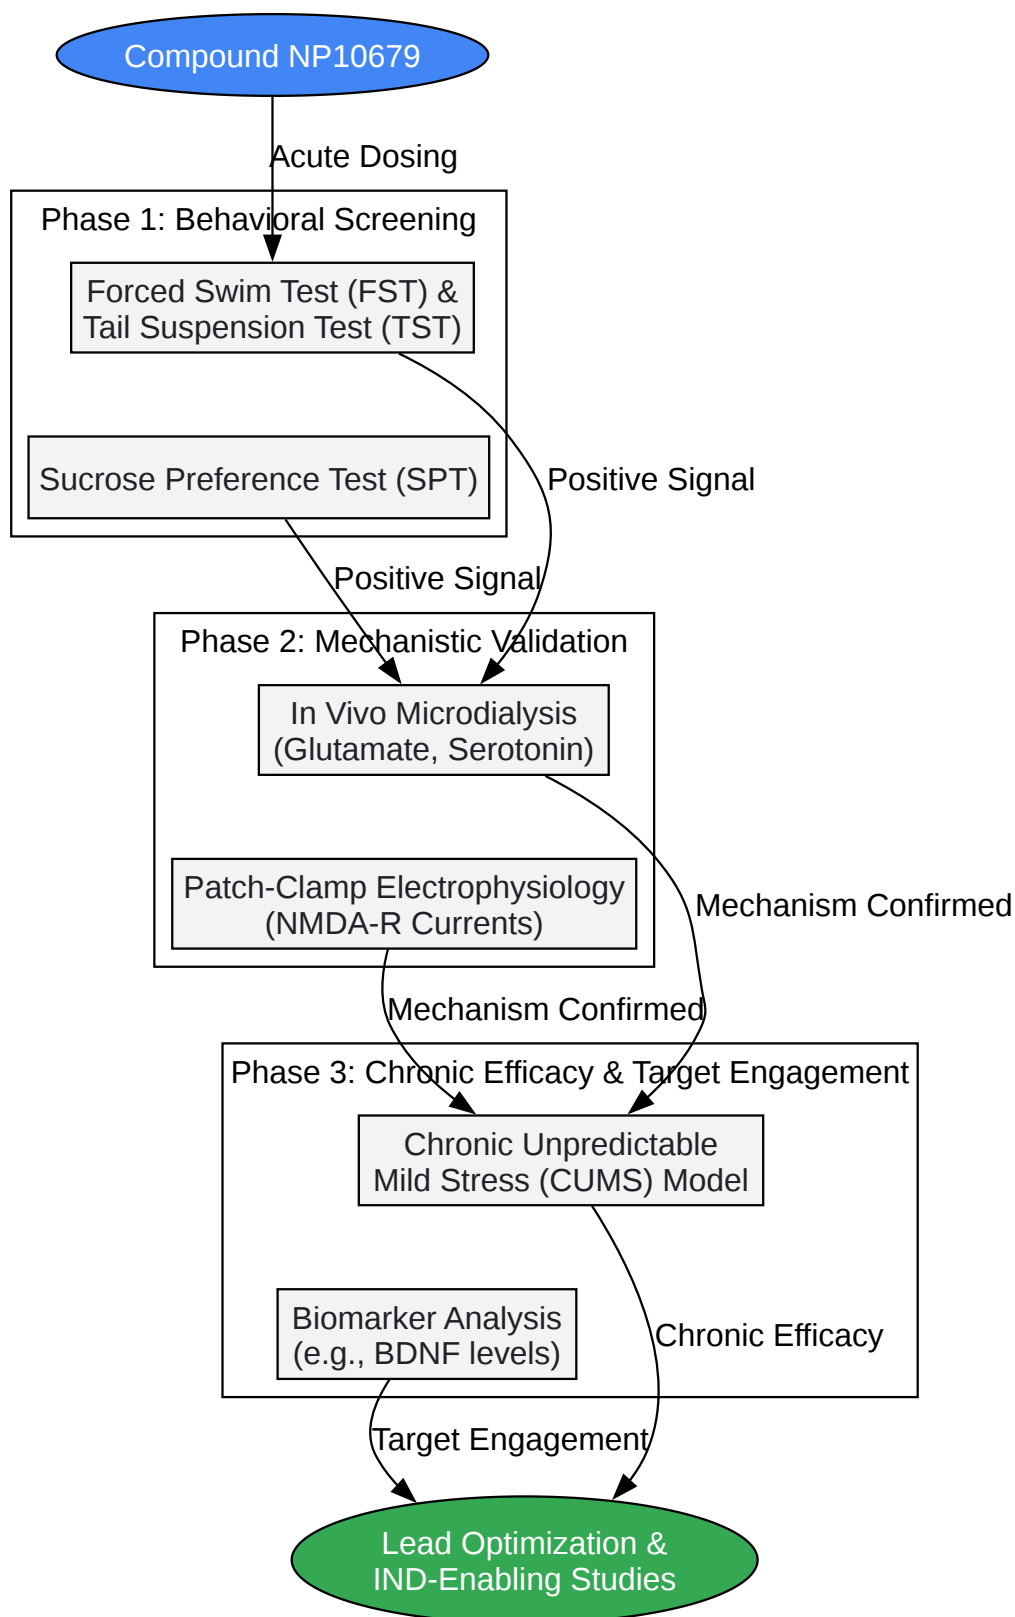 Compound NP10679
Acute Dosing
Phase 1: Behavioral Screening
Forced Swim Test (FST) &
Tail Suspension Test (TST)
Sucrose Preference Test (SPT)
Positive Signal
Positive Signal
Phase 2: Mechanistic Validation
In Vivo Microdialysis
(Glutamate, Serotonin)
Patch-Clamp Electrophysiology
(NMDA-R Currents)
Mechanism Confirmed
Mechanism Confirmed
Phase 3: Chronic Efficacy & Target Engagement
Chronic Unpredictable
Mild Stress (CUMS) Model
Biomarker Analysis
(e.g., BDNF levels)
Chronic Efficacy
Target Engagement
Lead Optimization &
IND-Enabling Studies